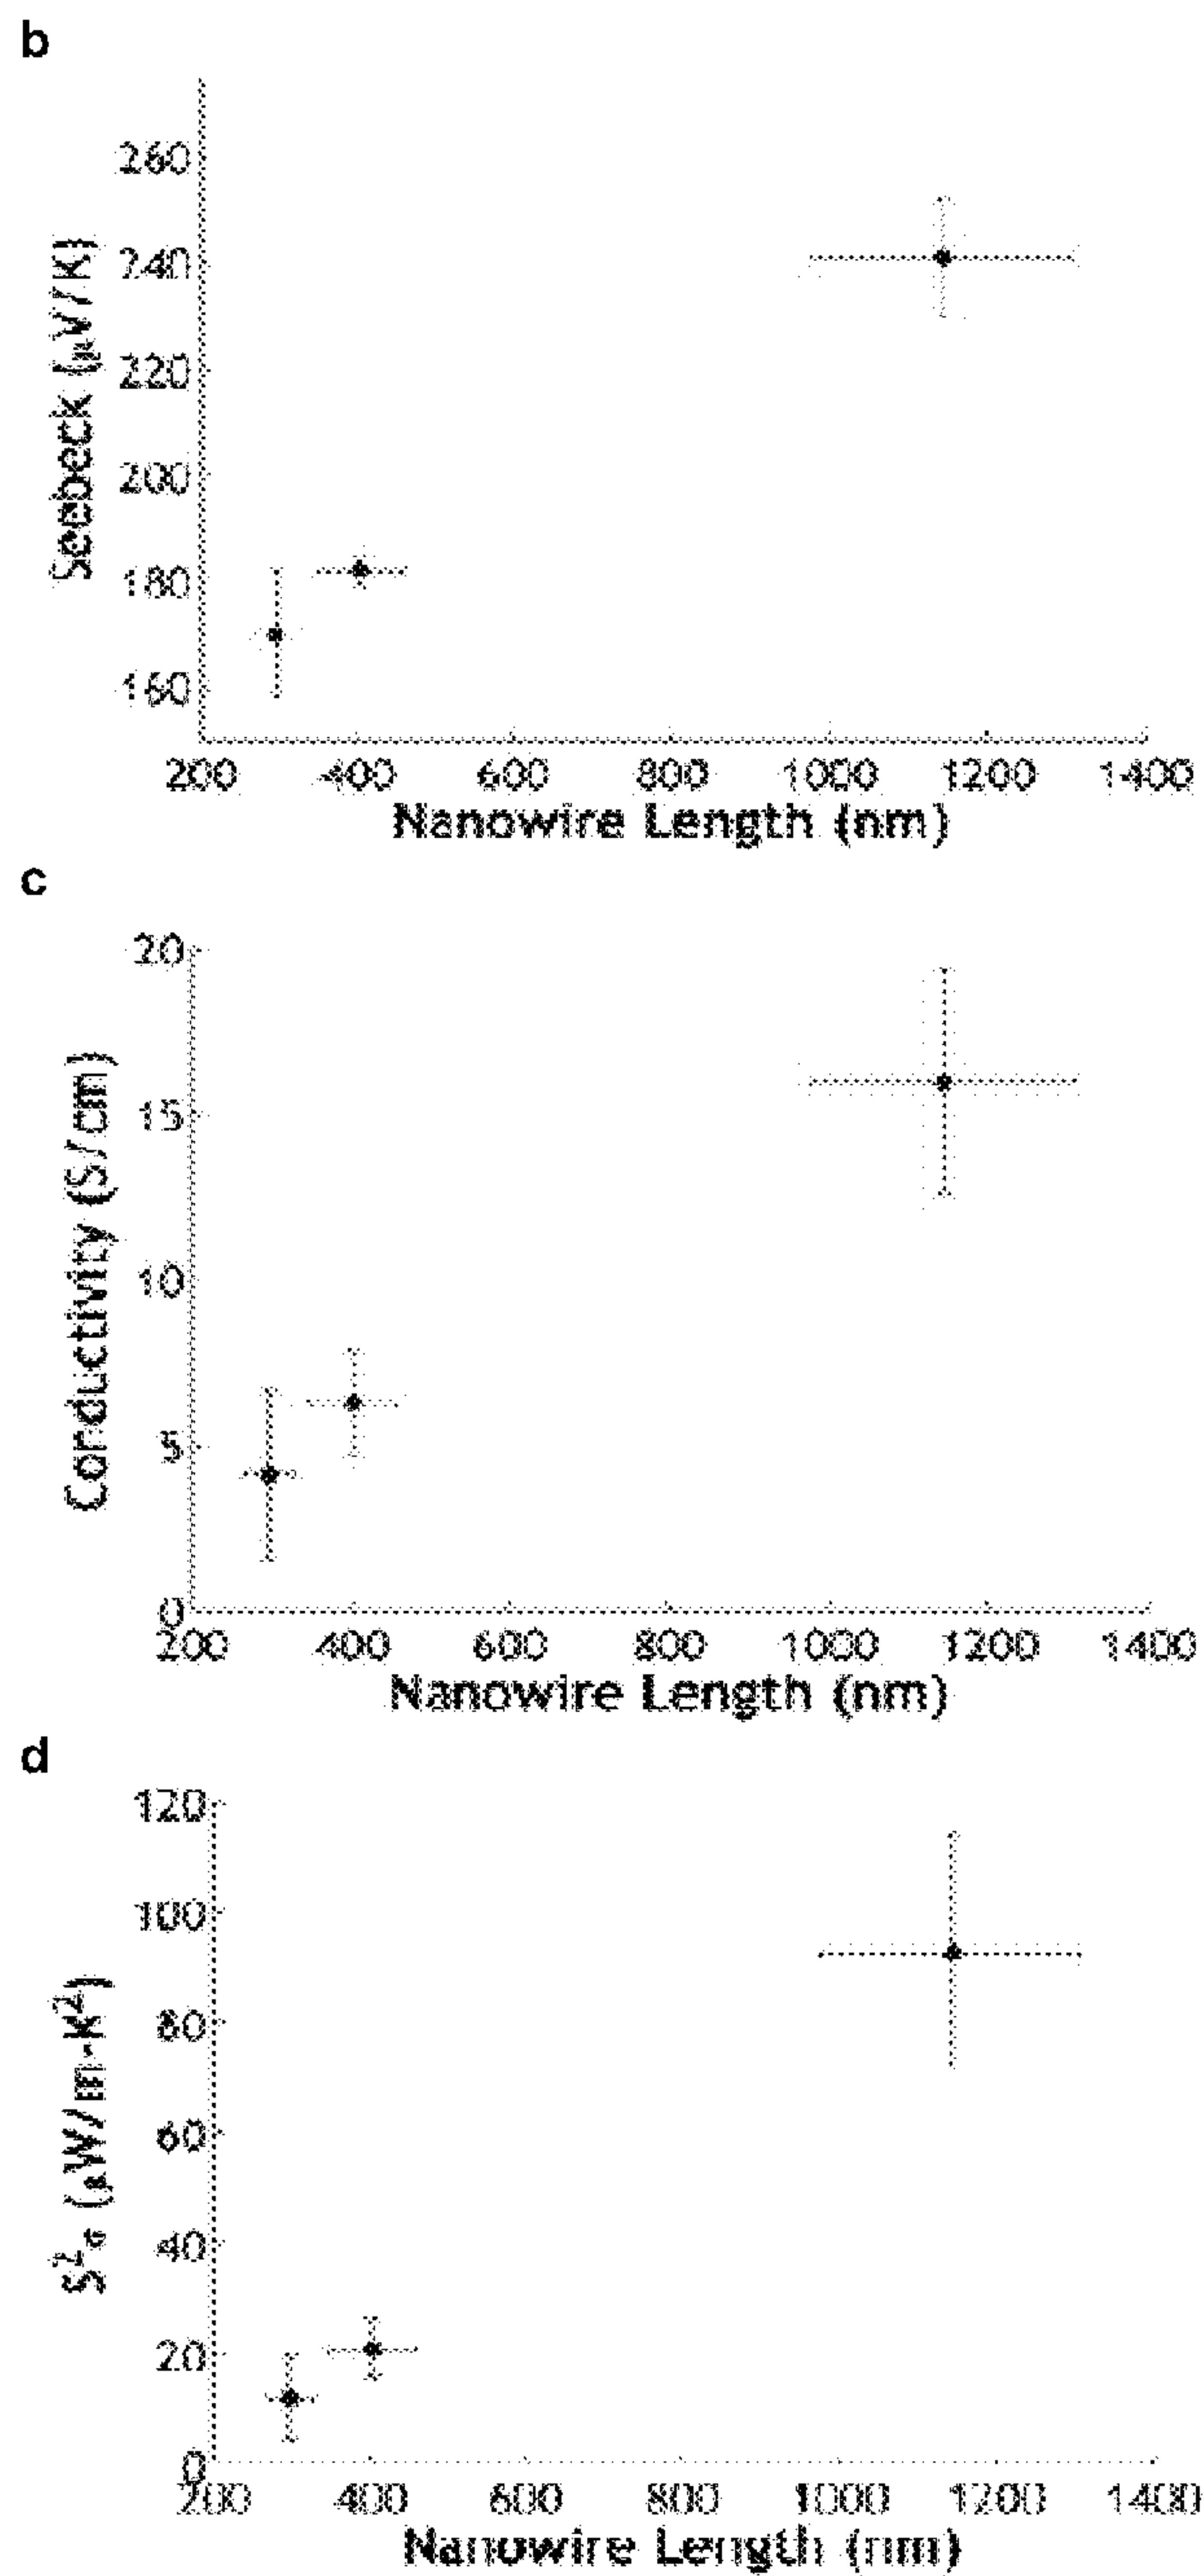 b
Seebeck (μV/K)
260
240
220
200
180
160
200 400 600 800 1000 1200 1400
Nanowire Length (nm)
c
Conductivity (S/cm)
20
15
10
5
0
200 400 600 800 1000 1200 1400
Nanowire Length (nm)
d
S²σ (μW/m-K²)
120
100
80
60
40
20
0
200 400 600 800 1000 1200 1400
Nanowire Length (nm)